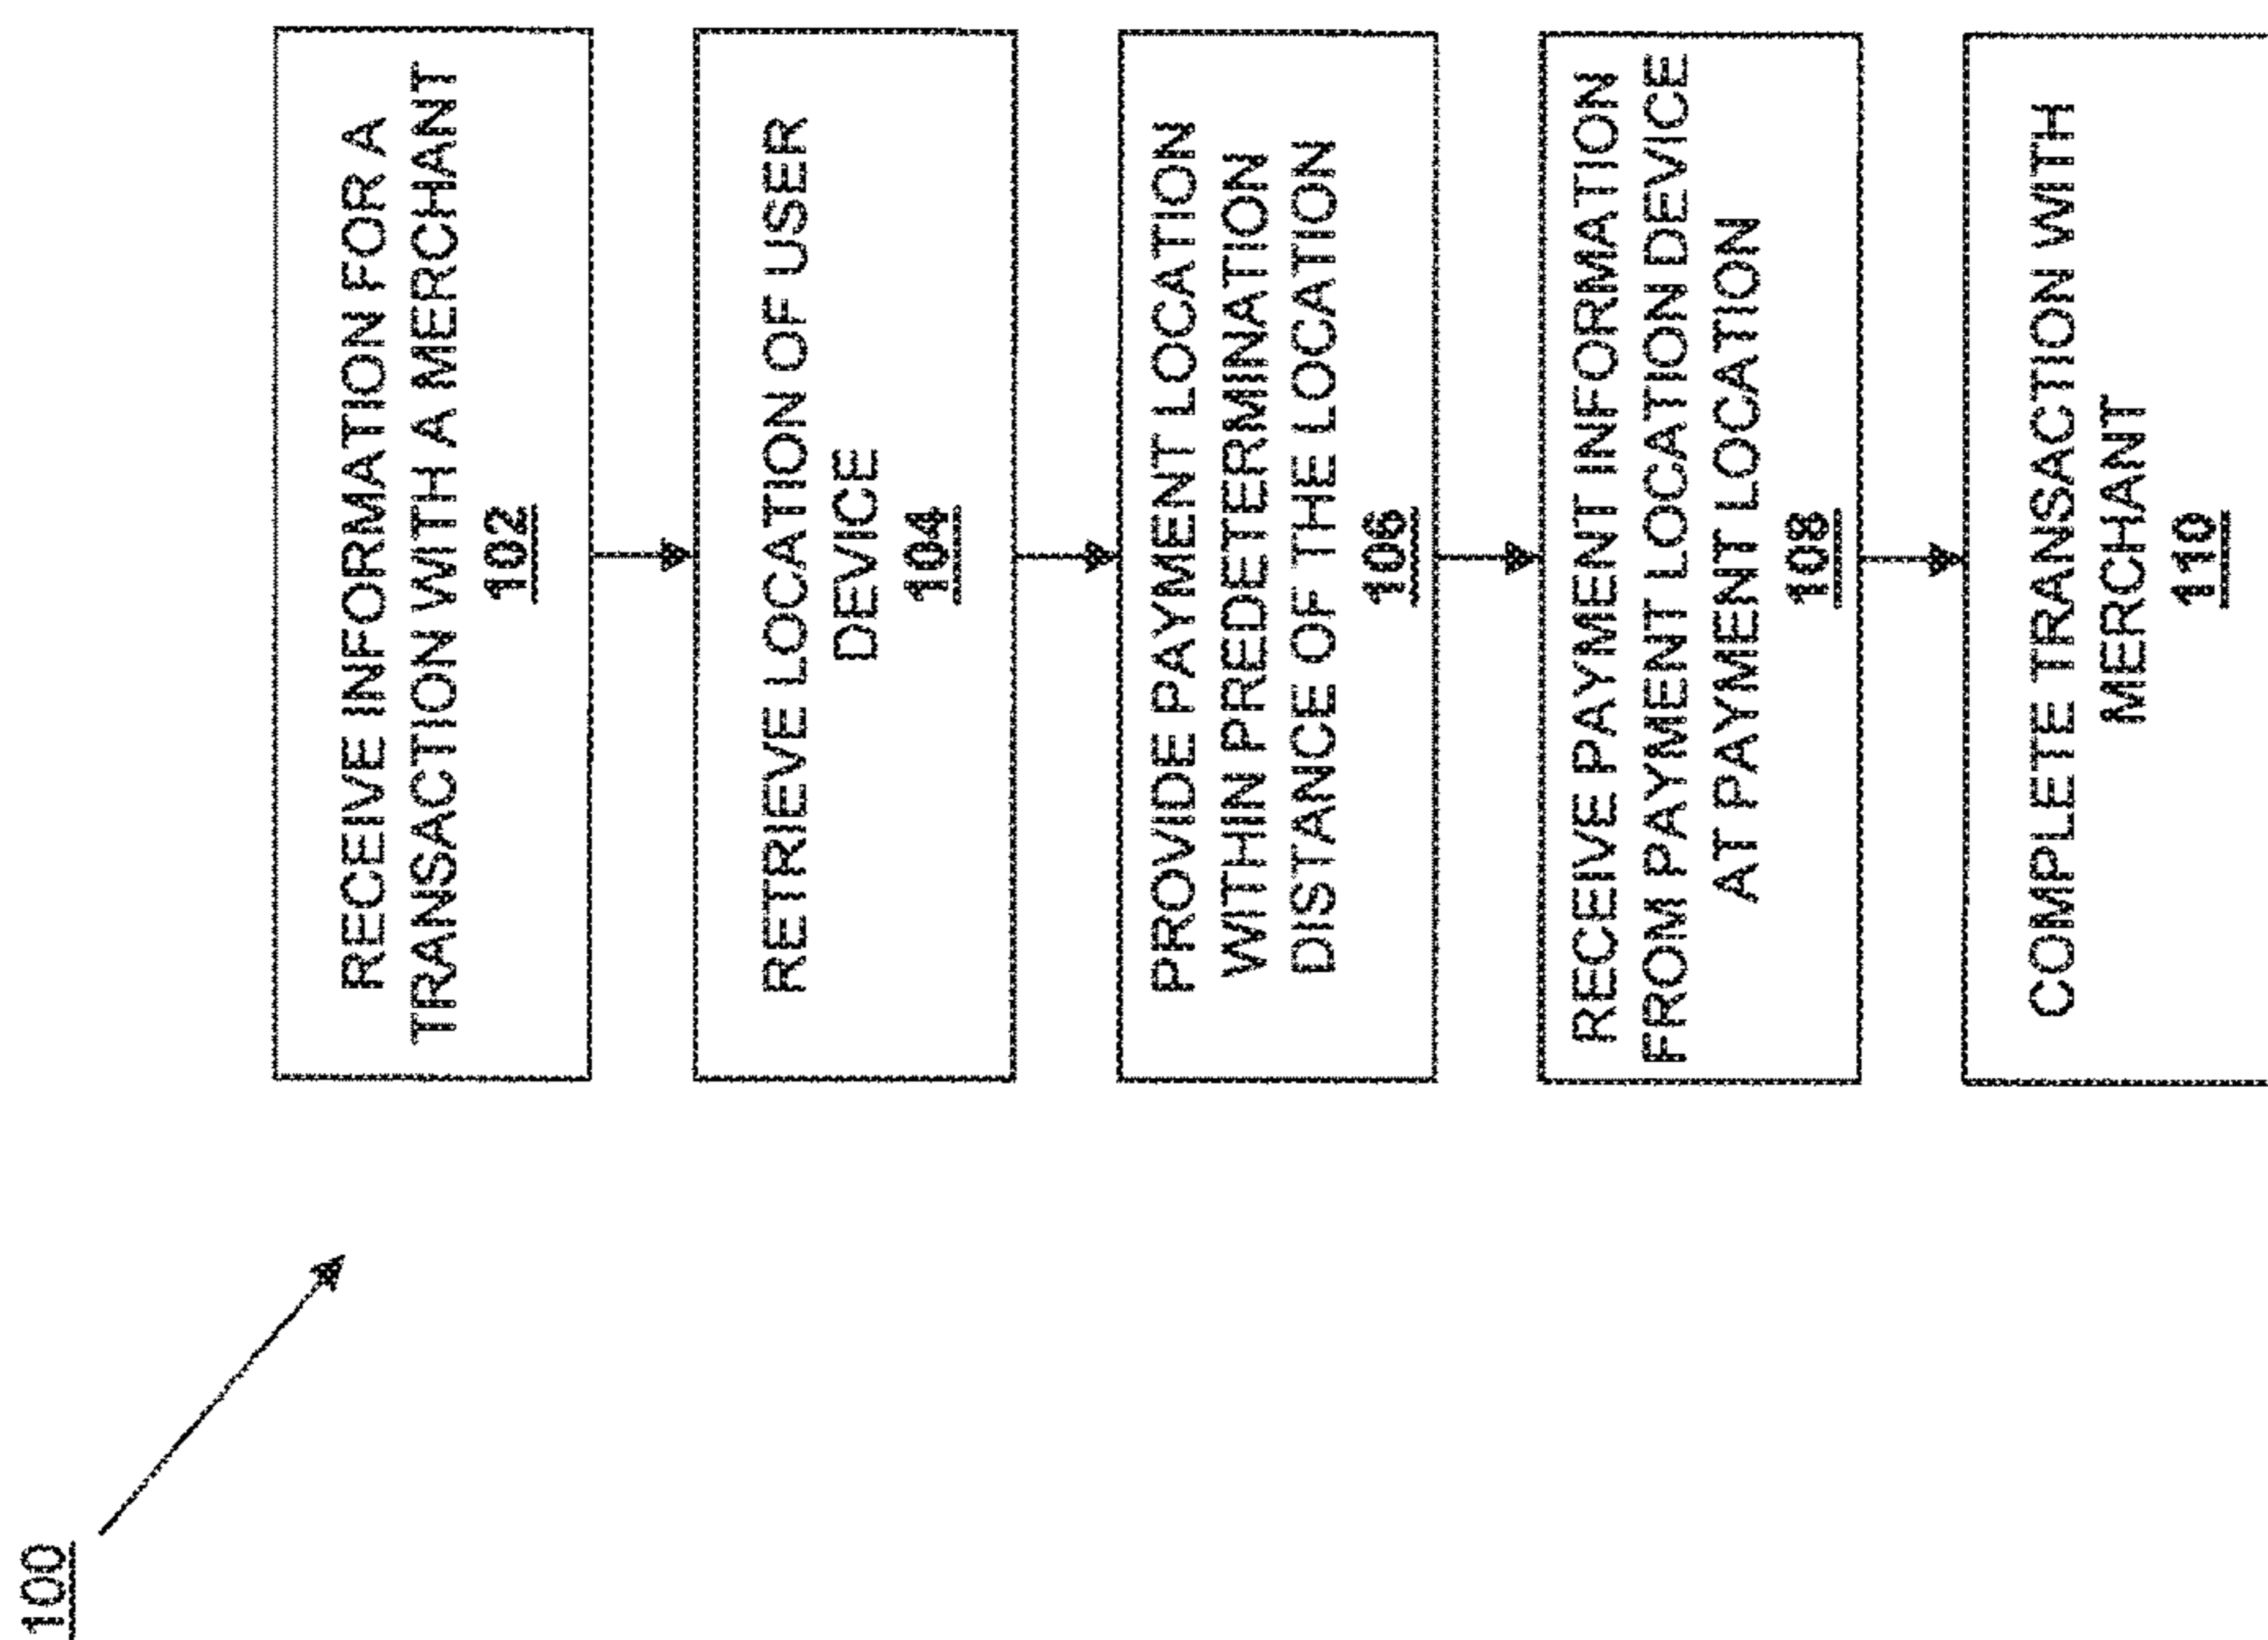 100
RECEIVE INFORMATION FOR A
TRANSACTION WITH A MERCHANT
102
RETRIEVE LOCATION OF USER
DEVICE
104
PROVIDE PAYMENT LOCATION
WITHIN PREDETERMINATION
DISTANCE OF THE LOCATION
106
RECEIVE PAYMENT INFORMATION
FROM PAYMENT LOCATION DEVICE
AT PAYMENT LOCATION
108
COMPLETE TRANSACTION WITH
MERCHANT
110